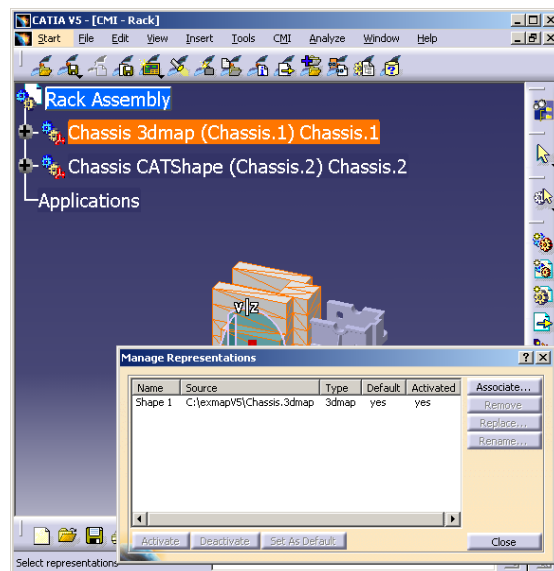 CATIA V5 - [CMI - Rack]
Start File Edit View Insert Tools CMI Analyze Window Help
Rack Assembly
Chassis 3dmap (Chassis.1) Chassis.1
Chassis CATShape (Chassis.2) Chassis.2
Applications
v|z
Manage Representations
Name Source Type Default Activated
Shape 1 C:\exmapV5\Chassis.3dmap 3dmap yes yes
Associate...
Remove
Replace...
Rename...
Activate Deactivate Set As Default Close
Select representations